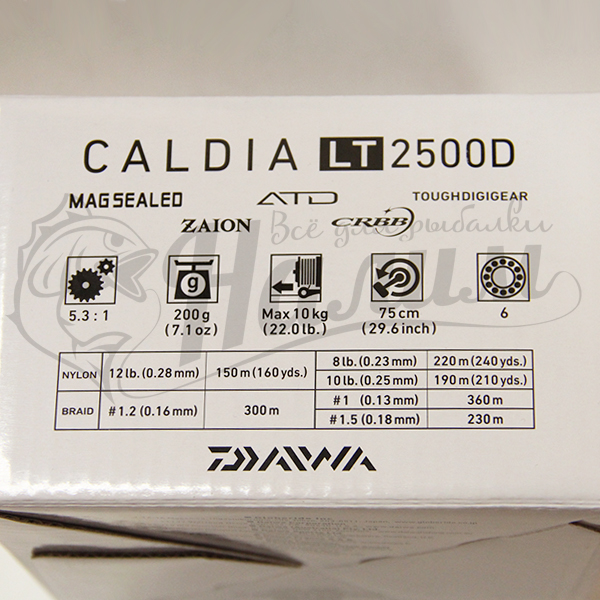 CALDIA LT 2500D
MAGSEALED ATD TOUGHDIGIGEAR
ZAION CRBB
Всё для рыбалки
Налим
g
5.3 : 1 200g Max 10 kg 75 cm 6
(7.1 oz) (22.0 lb.) (29.6 inch)
NYLON 12 lb. (0.28 mm) 150 m (160 yds.) 8 lb. (0.23 mm) 220 m (240 yds.)
10 lb. (0.25 mm) 190 m (210 yds.)
BRAID #1.2 (0.16 mm) 300 m #1 (0.13 mm) 360 m
#1.5 (0.18 mm) 230 m
DAIWA